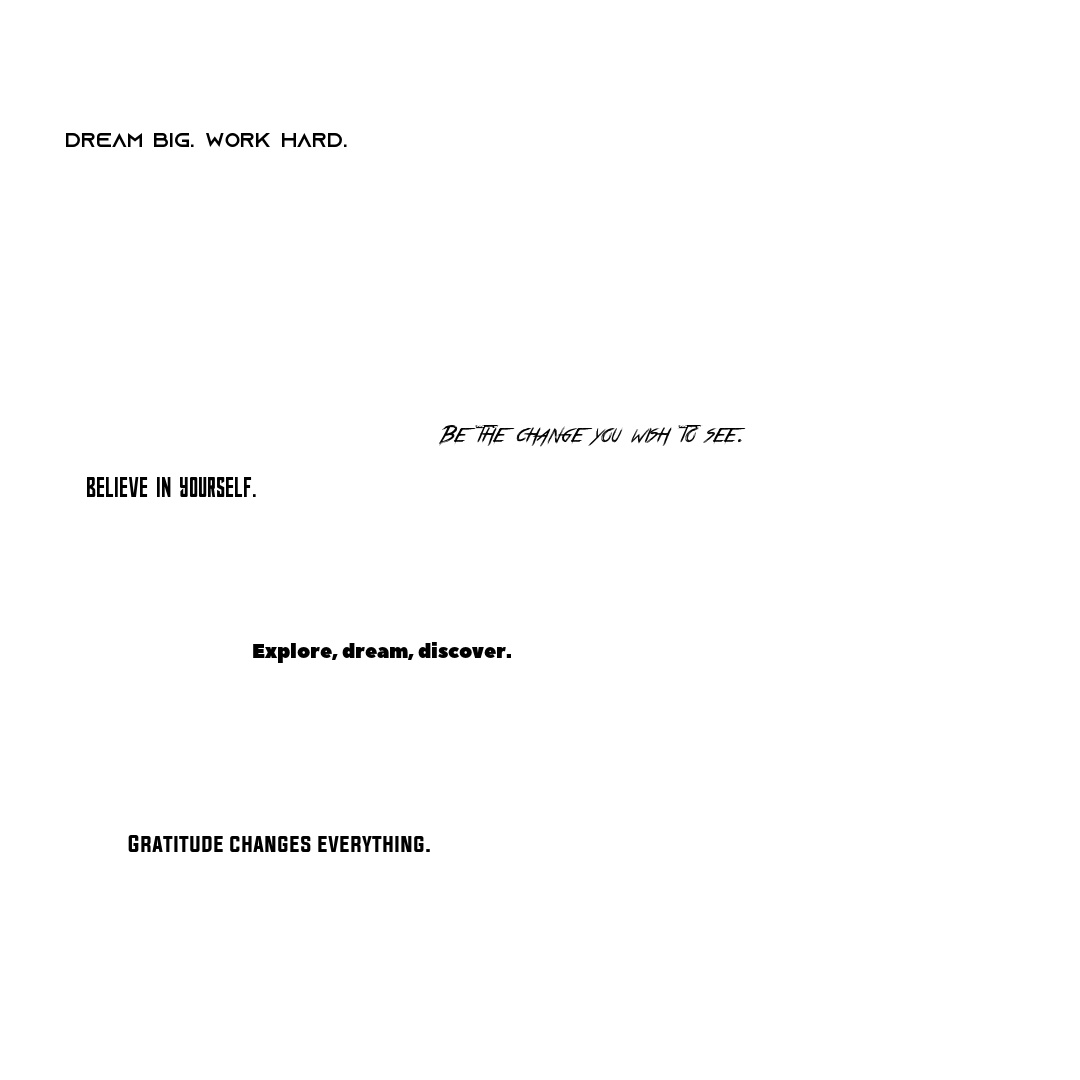 DREAM BIG. WORK HARD.
BE THE CHANGE YOU WISH TO SEE.
BELIEVE IN YOURSELF.
Explore, dream, discover.
GRATITUDE CHANGES EVERYTHING.